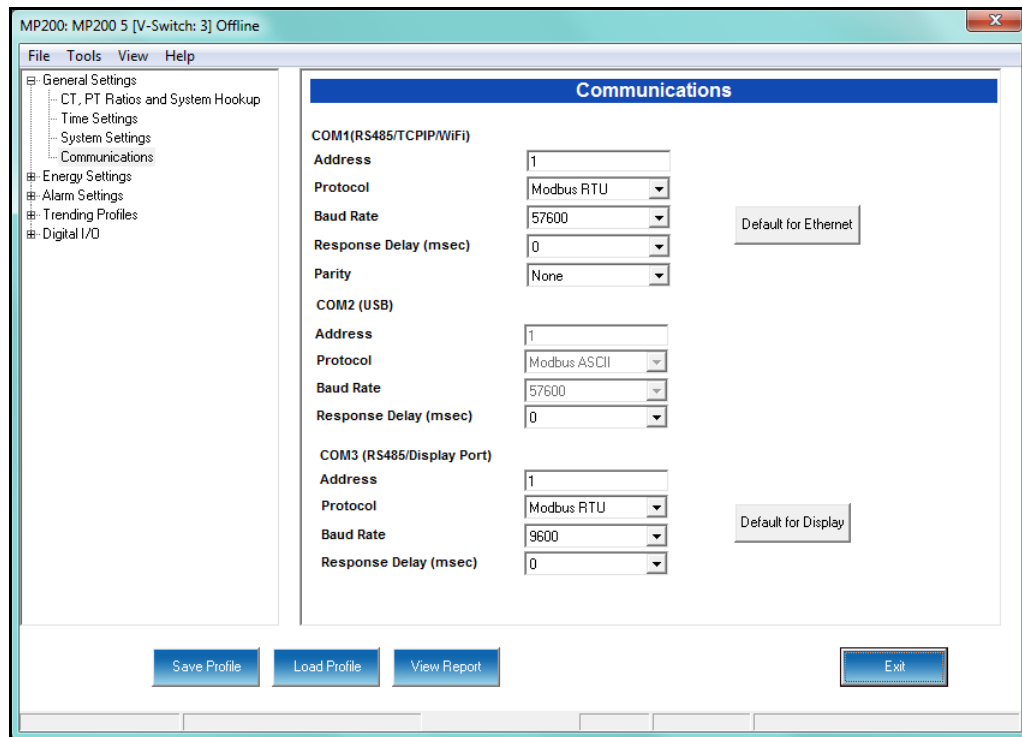 MP200: MP200 5 [V-Switch: 3] Offline
x
File Tools View Help
General Settings
CT, PT Ratios and System Hookup
Time Settings
System Settings
Communications
Energy Settings
Alarm Settings
Trending Profiles
Digital I/O
Communications
COM1(RS485/TCPIP/WiFi)
Address 1
Protocol Modbus RTU
Baud Rate 57600
Default for Ethernet
Response Delay (msec) 0
Parity None
COM2 (USB)
Address 1
Protocol Modbus ASCII
Baud Rate 57600
Response Delay (msec) 0
COM3 (RS485/Display Port)
Address 1
Protocol Modbus RTU
Default for Display
Baud Rate 9600
Response Delay (msec) 0
Save Profile Load Profile View Report Exit